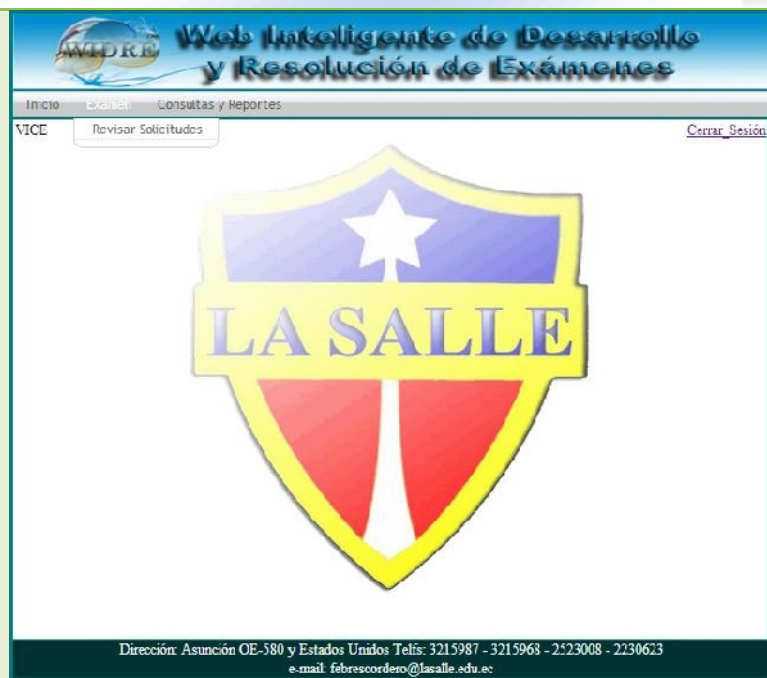 WIDRE
Web Inteligente de Desarrollo
y Resolución de Exámenes
Inicio Examen Consultas y Reportes
VICE Revisar Solicitudes Cerrar_Sesión
LA SALLE
Dirección: Asunción OE-580 y Estados Unidos Telfs: 3215987 - 3215968 - 2523008 - 2230623
e-mail: febrescordero@lasalle.edu.ec